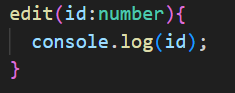 edit(id:number){
console.log(id);
}